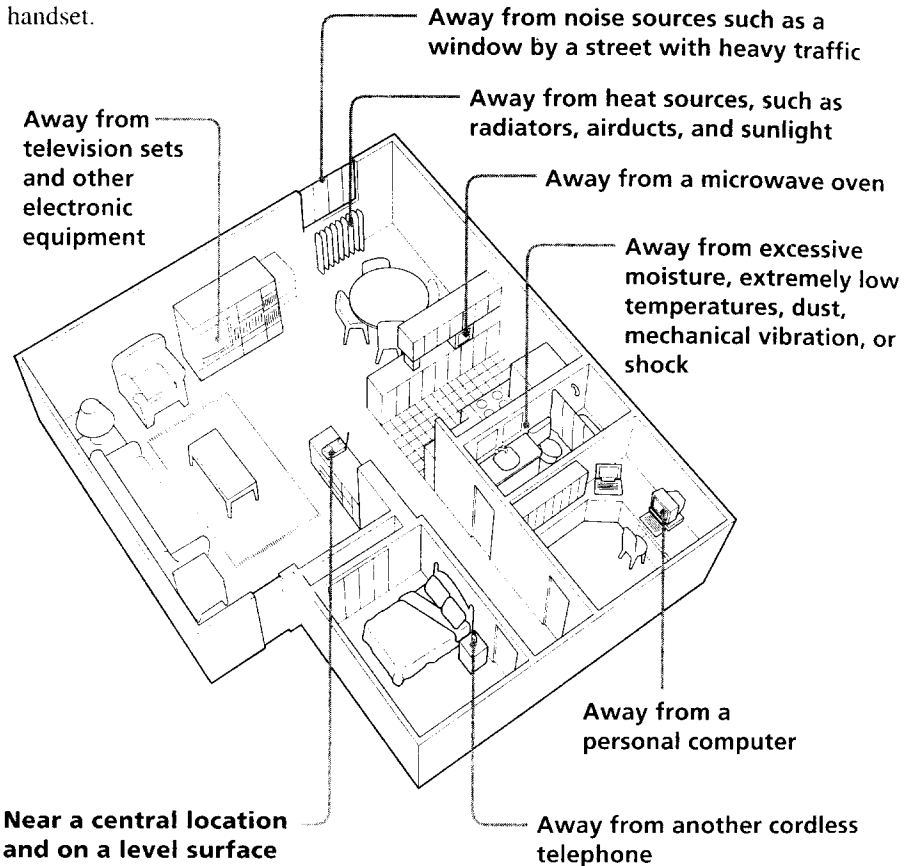 handset.
Away from noise sources such as a
window by a street with heavy traffic
Away from heat sources, such as
radiators, airducts, and sunlight
Away from
television sets
and other
electronic
equipment
Away from a microwave oven
Away from excessive
moisture, extremely low
temperatures, dust,
mechanical vibration, or
shock
Away from a
personal computer
Near a central location
and on a level surface
Away from another cordless
telephone